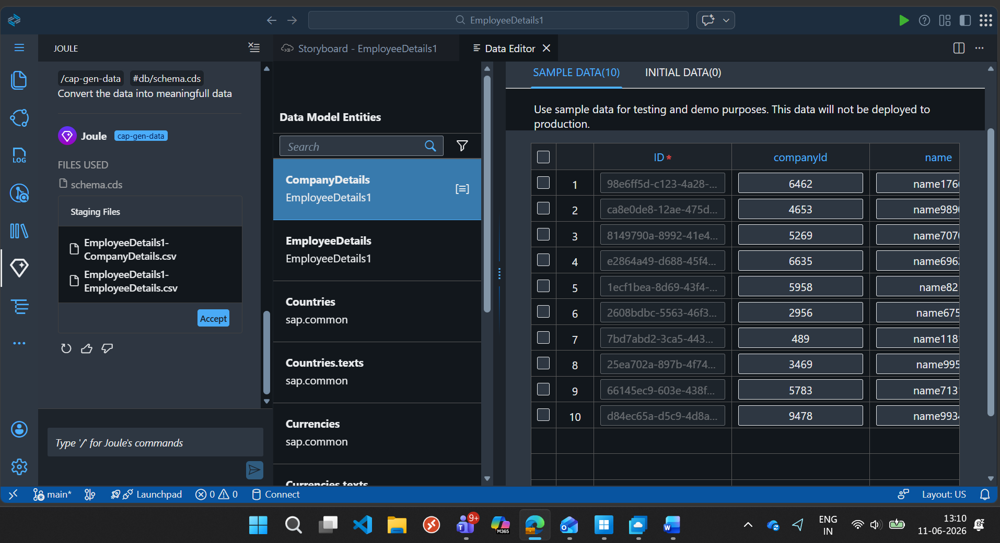 EmployeeDetails1
JOULE
Storyboard - EmployeeDetails1
Data Editor
/cap-gen-data #db/schema.cds
Convert the data into meaningfull data
Joule cap-gen-data
FILES USED
schema.cds
Staging Files
EmployeeDetails1-
CompanyDetails.csv
EmployeeDetails1-
EmployeeDetails.csv
Accept
Type '/' for Joule's commands
LOG
Data Model Entities
Search
CompanyDetails
EmployeeDetails1
EmployeeDetails
EmployeeDetails1
Countries
sap.common
Countries.texts
sap.common
Currencies
sap.common
Currencies.texts
SAMPLE DATA(10) INITIAL DATA(0)
Use sample data for testing and demo purposes. This data will not be deployed to
production.
ID* companyId name
1 98e6ff5d-c123-4a28-... 6462 name176
2 ca8e0de8-12ae-475d... 4653 name989
3 8149790a-8992-41e4... 5269 name707
4 e2864a49-d688-45f4... 6635 name696
5 1ecf1bea-8d69-43f4-... 5958 name82
6 2608bdbc-5563-46f3... 2956 name675
7 7bd7abd2-3ca5-443... 489 name118
8 25ea702a-897b-4f74... 3469 name995
9 66145ec9-603e-438f... 5783 name713
10 d84ec65a-d5c9-4d8a... 9478 name993
main* Launchpad 0 0 Connect Layout: US
9+
T
M365
O
W
ENG
IN
13:10
11-06-2026